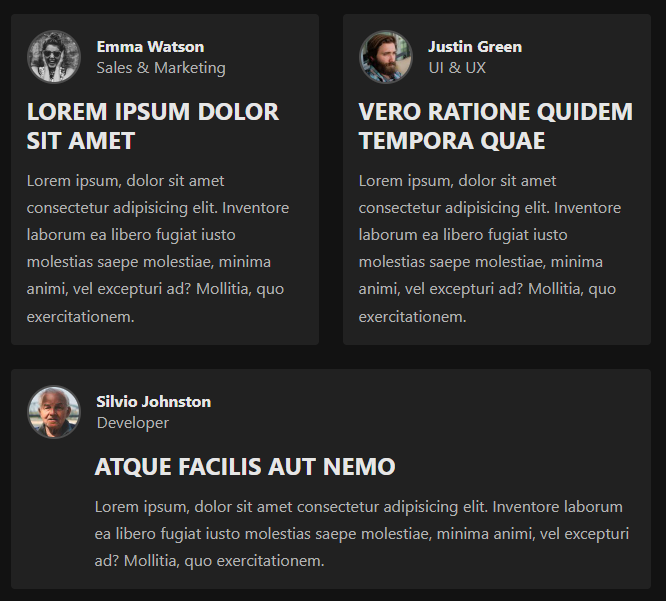 Emma Watson
Sales & Marketing
LOREM IPSUM DOLOR
SIT AMET
Lorem ipsum, dolor sit amet
consectetur adipisicing elit. Inventore
laborum ea libero fugiat iusto
molestias saepe molestiae, minima
animi, vel excepturi ad? Mollitia, quo
exercitationem.
Justin Green
UI & UX
VERO RATIONE QUIDEM
TEMPORA QUAE
Lorem ipsum, dolor sit amet
consectetur adipisicing elit. Inventore
laborum ea libero fugiat iusto
molestias saepe molestiae, minima
animi, vel excepturi ad? Mollitia, quo
exercitationem.
Silvio Johnston
Developer
ATQUE FACILIS AUT NEMO
Lorem ipsum, dolor sit amet consectetur adipisicing elit. Inventore laborum
ea libero fugiat iusto molestias saepe molestiae, minima animi, vel excepturi
ad? Mollitia, quo exercitationem.